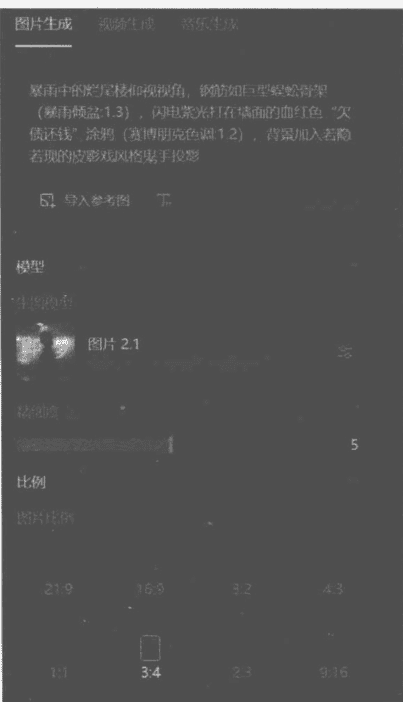 图片生成 视频生成 音乐生成
暴雨中的烂尾楼仰视视角，钢筋如巨型蜈蚣骨架
（暴雨倾盆:1.3），闪电紫光打在墙面的血红色“欠
债还钱”涂鸦（赛博朋克色调:1.2），背景加入若隐
若现的皮影戏风格鬼手投影
导入参考图
模型
生图模型
图片 2.1
精细度
5
比例
图片比例
21:9 16:9 3:2 4:3
1:1 3:4 2:3 9:16